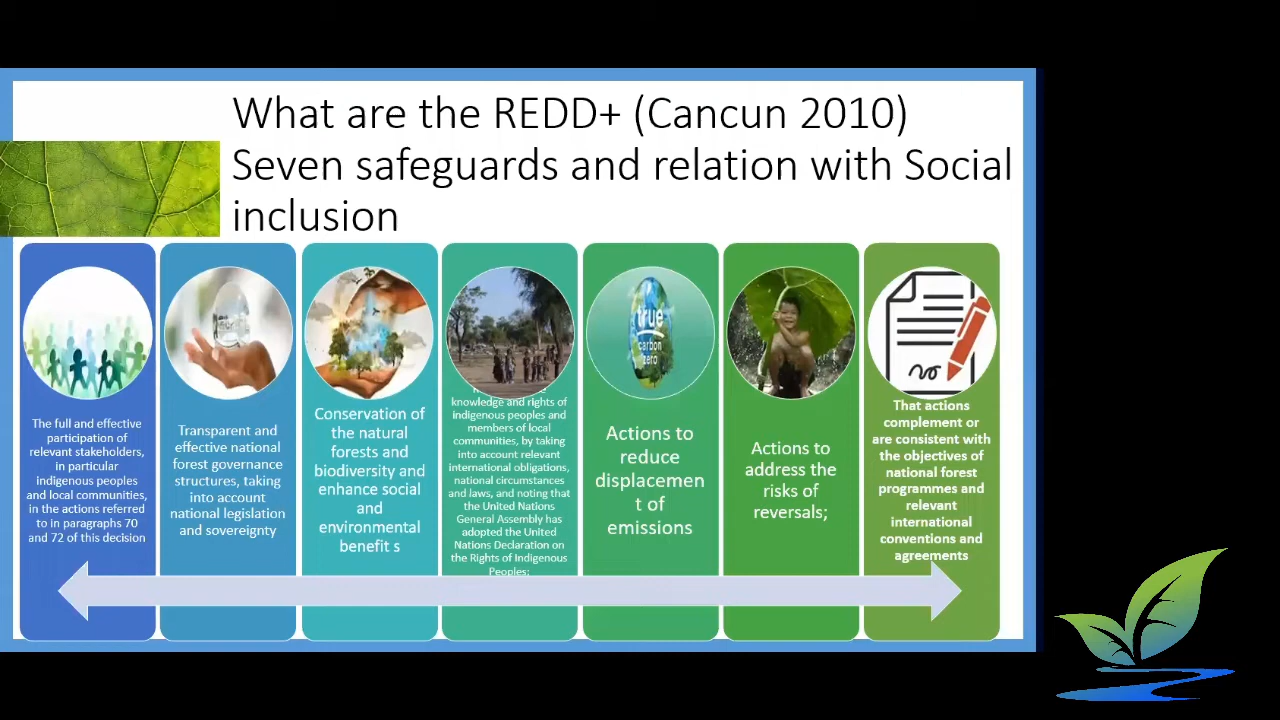 What are the REDD+ (Cancun 2010)
Seven safeguards and relation with Social
inclusion
The full and effective
participation of
relevant stakeholders,
in particular
indigenous peoples
and local communities,
in the actions referred
to in paragraphs 70
and 72 of this decision
Transparent and
effective national
forest governance
structures, taking
into account
national legislation
and sovereignty
Conservation of
the natural
forests and
biodiversity and
enhance social
and
environmental
benefit s
knowledge and rights of
indigenous peoples and
members of local
communities, by taking
into account relevant
international obligations,
national circumstances
and laws, and noting that
the United Nations
General Assembly has
adopted the United
Nations Declaration on
the Rights of Indigenous
Peoples;
true
carbon
zero
Actions to
reduce
displacemen
t of
emissions
Actions to
address the
risks of
reversals;
That actions
complement or
are consistent with
the objectives of
national forest
programmes and
relevant
international
conventions and
agreements